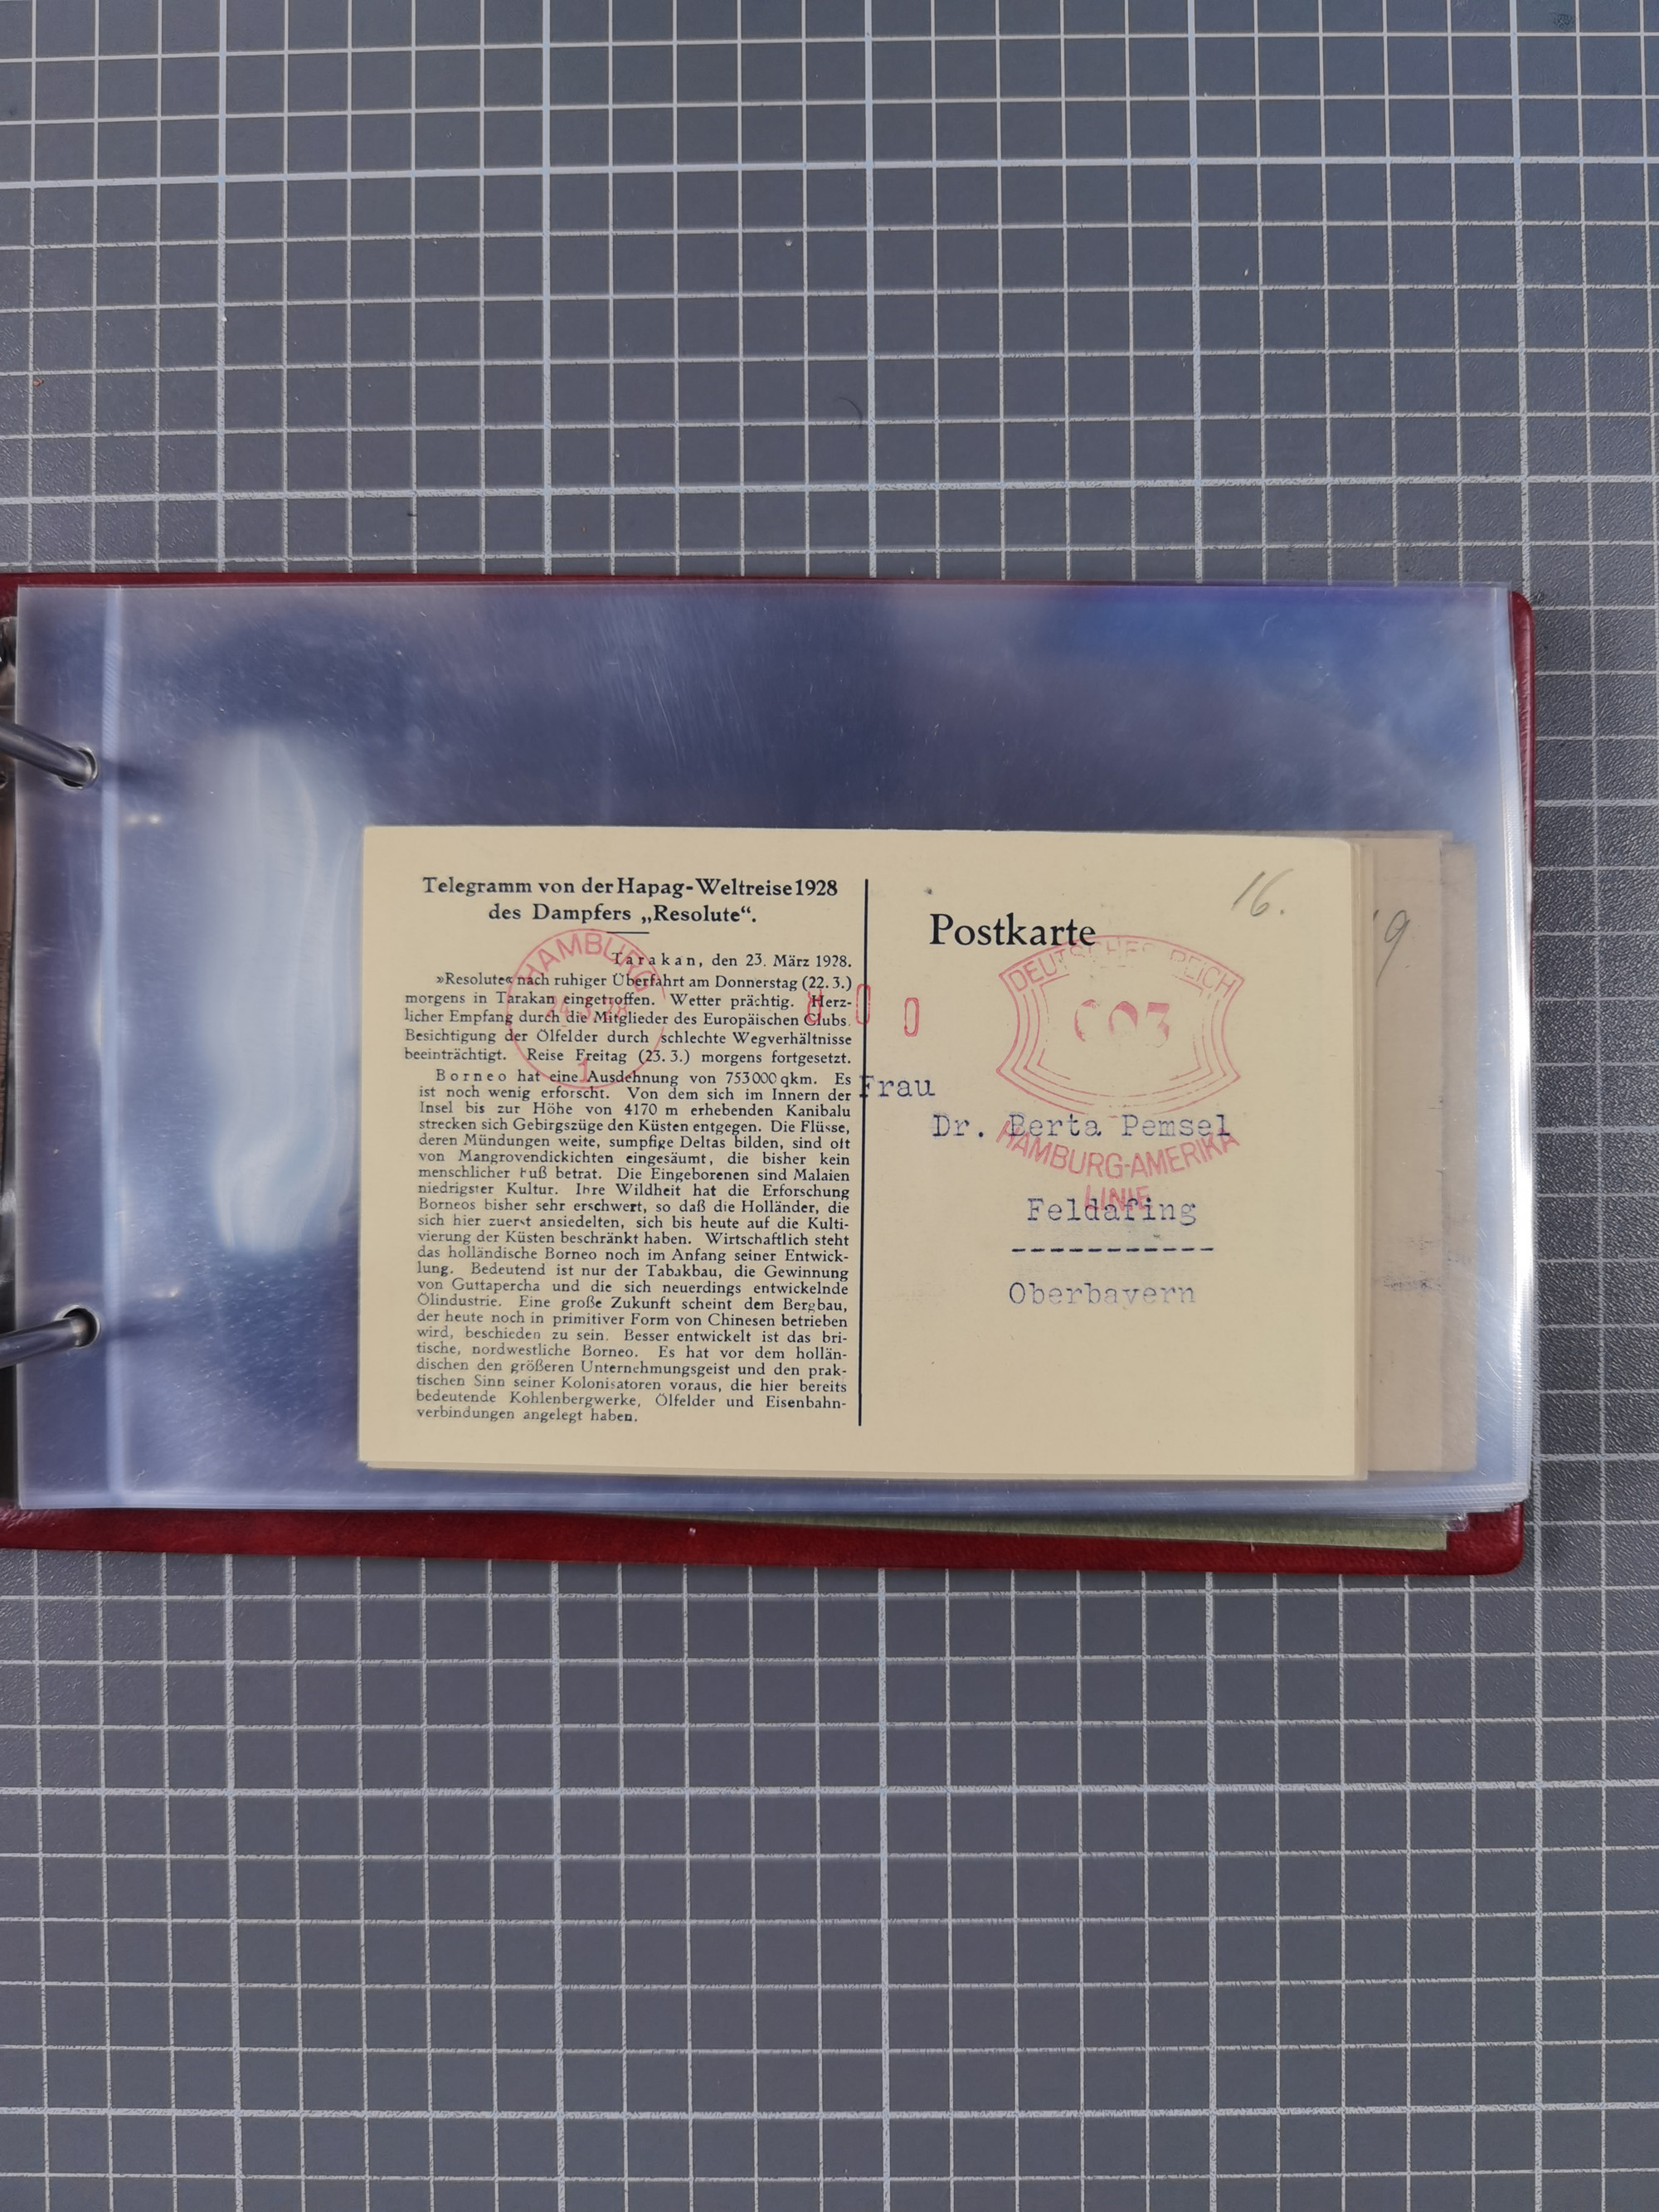 Telegramm von der Hapag-Weltreise 1928
des Dampfers „Resolute“.
Tarakan, den 23. März 1928.
»Resolute« nach ruhiger Überfahrt am Donnerstag (22. 3.)
morgens in Tarakan eingetroffen. Wetter prächtig. Herz-
licher Empfang durch die Mitglieder des Europäischen Clubs.
Besichtigung der Ölfelder durch schlechte Wegverhältnisse
beeinträchtigt. Reise Freitag (23. 3.) morgens fortgesetzt.
Borneo hat eine Ausdehnung von 753000 qkm. Es
ist noch wenig erforscht. Von dem sich im Innern der
Insel bis zur Höhe von 4170 m erhebenden Kanibalu
strecken sich Gebirgszüge den Küsten entgegen. Die Flüsse,
deren Mündungen weite, sumpfige Deltas bilden, sind oft
von Mangrovendickichten eingesäumt, die bisher kein
menschlicher Fuß betrat. Die Eingeborenen sind Malaien
niedrigster Kultur. Ihre Wildheit hat die Erforschung
Borneos bisher sehr erschwert, so daß die Holländer, die
sich hier zuerst ansiedelten, sich bis heute auf die Kulti-
vierung der Küsten beschränkt haben. Wirtschaftlich steht
das holländische Borneo noch im Anfang seiner Entwick-
lung. Bedeutend ist nur der Tabakbau, die Gewinnung
von Guttapercha und die sich neuerdings entwickelnde
Ölindustrie. Eine große Zukunft scheint dem Bergbau,
der heute noch in primitiver Form von Chinesen betrieben
wird, beschieden zu sein. Besser entwickelt ist das bri-
tische, nordwestliche Borneo. Es hat vor dem hollän-
dischen den größeren Unternehmungsgeist und den prak-
tischen Sinn seiner Kolonisatoren voraus, die hier bereits
bedeutende Kohlenbergwerke, Ölfelder und Eisenbahn-
verbindungen angelegt haben.
HAMBURG
1
16.
Postkarte
DEUTSCHES REICH
003
HAMBURG-AMERIKA
LINIE
Frau
Dr. Berta Pemsel
Feldafing
Oberbayern
9.